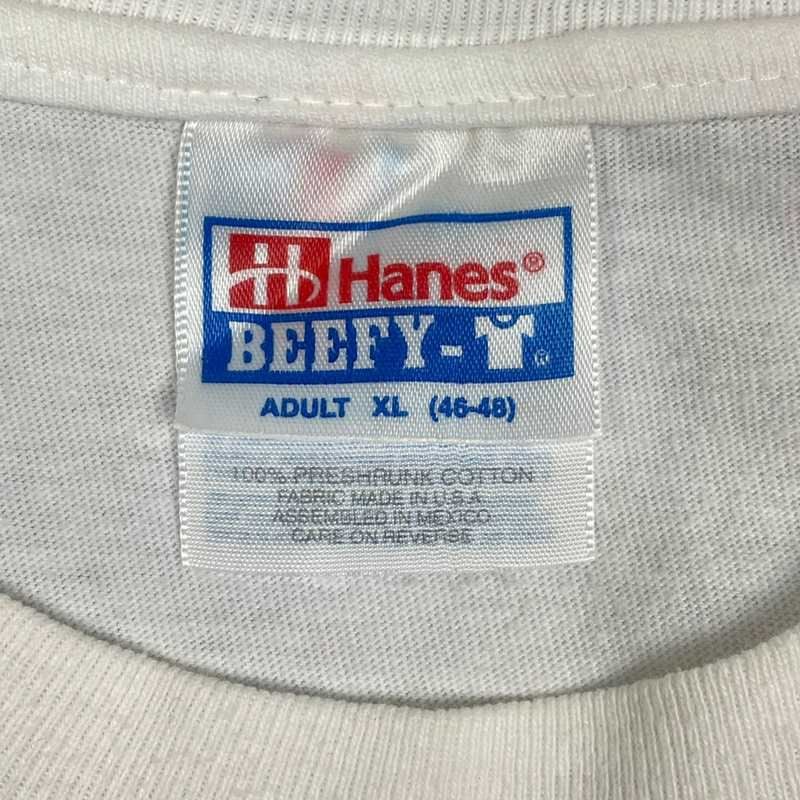 H Hanes®
BEEFY-T®
ADULT XL (46-48)
100% PRESHRUNK COTTON
FABRIC MADE IN U.S.A.
ASSEMBLED IN MEXICO
CARE ON REVERSE